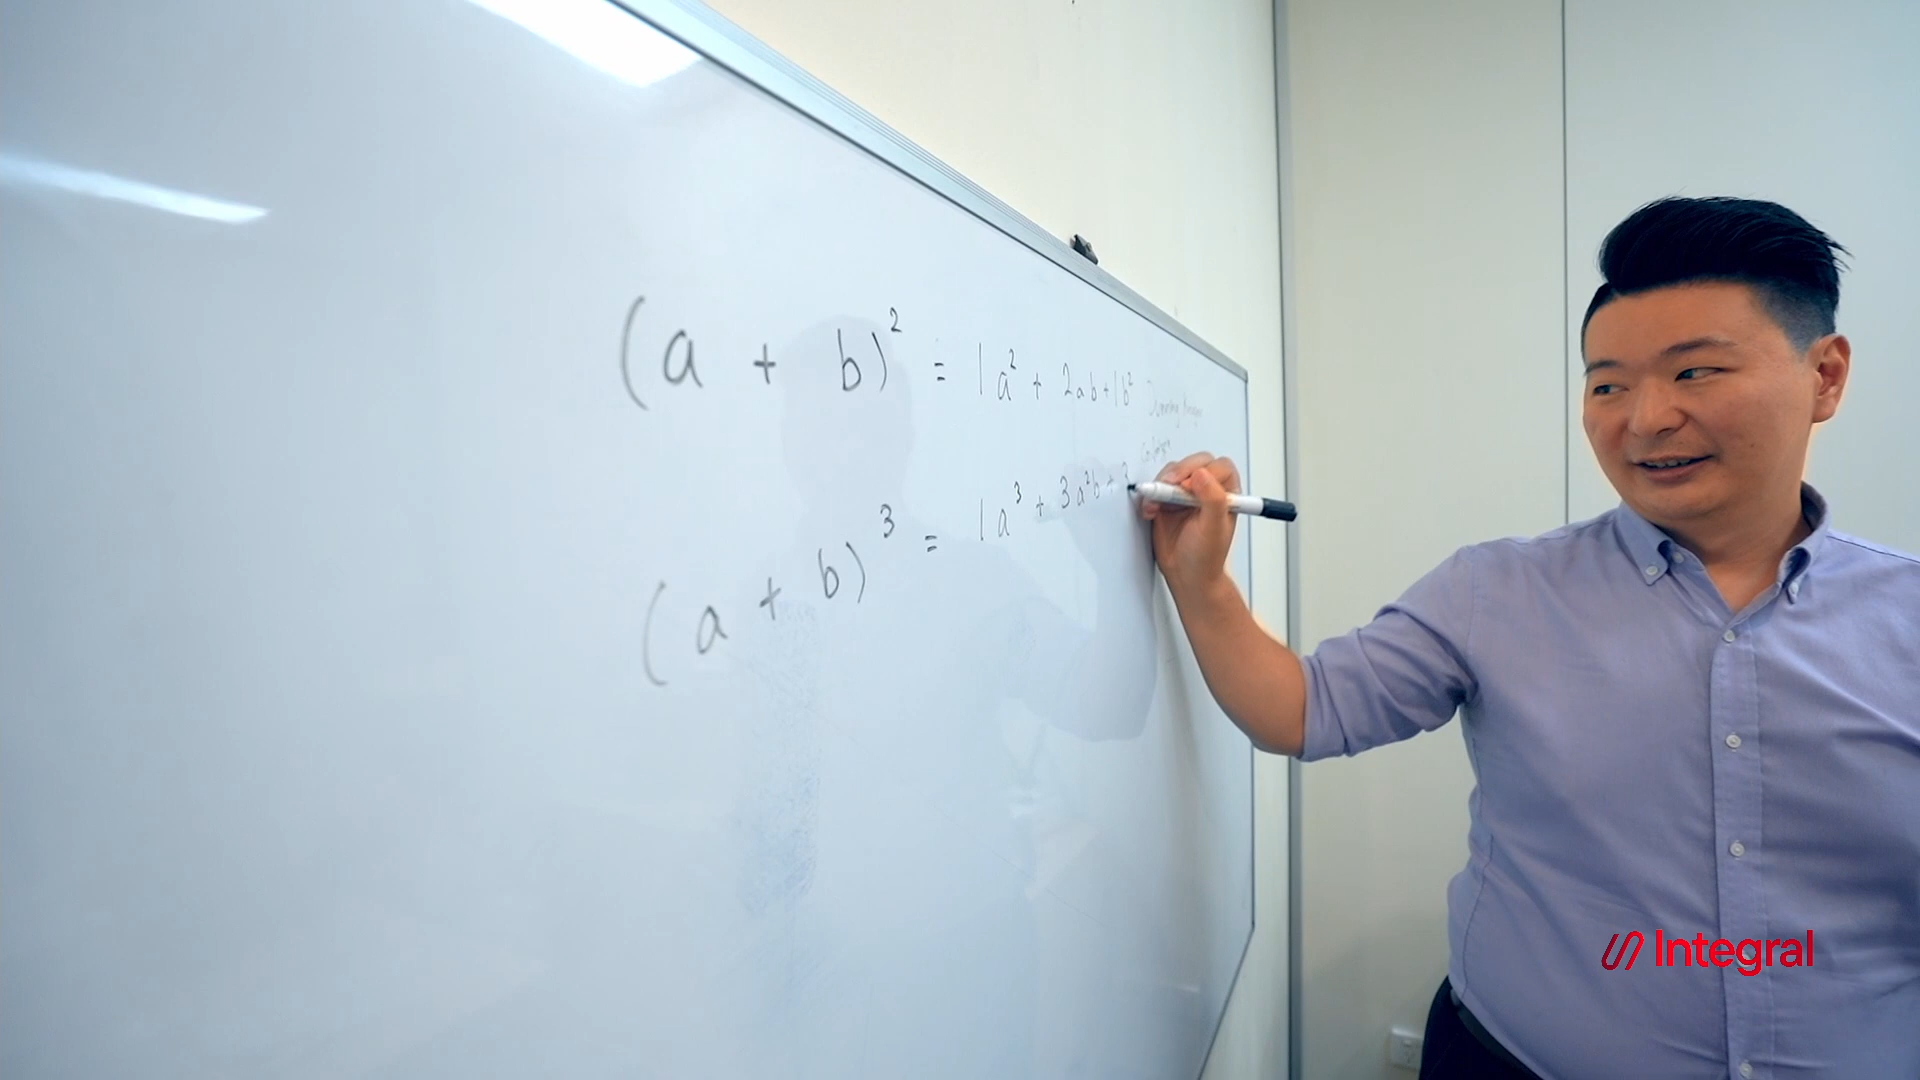 (a + b)² = 1a² + 2ab + 1b²
(a + b)³ = 1a³ + 3a²b + 3
Integral